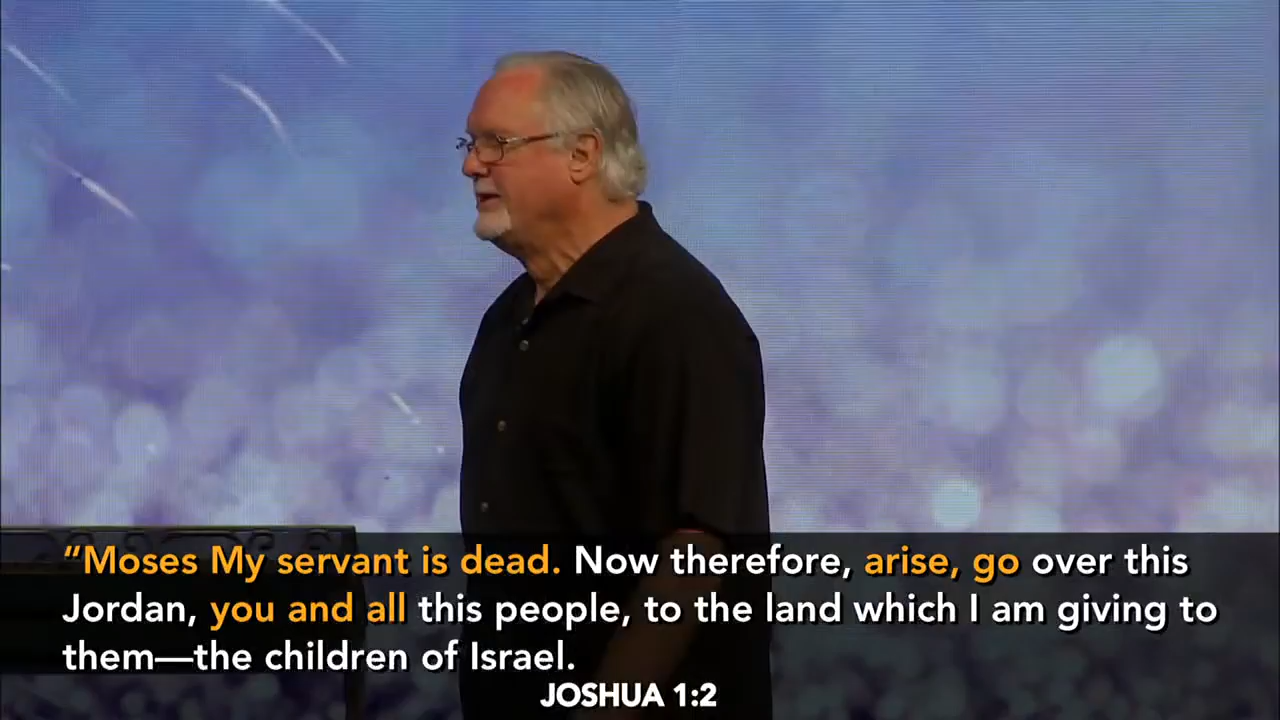 “Moses My servant is dead. Now therefore, arise, go over this
Jordan, you and all this people, to the land which I am giving to
them—the children of Israel.
JOSHUA 1:2